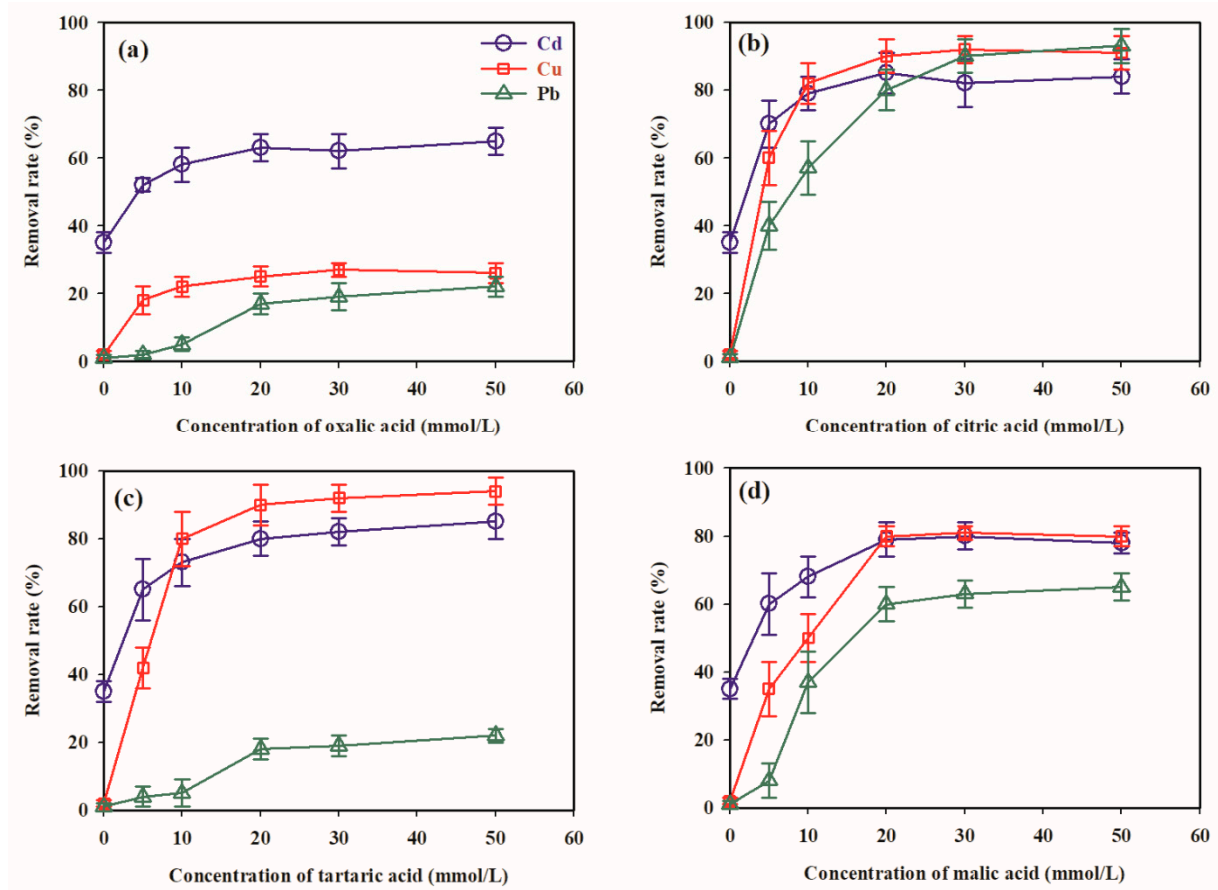 (a)
Cd
Cu
Pb
Removal rate (%)
100
80
60
40
20
0
0 10 20 30 40 50 60
Concentration of oxalic acid (mmol/L)
(b)
Removal rate (%)
100
80
60
40
20
0
0 10 20 30 40 50 60
Concentration of citric acid (mmol/L)
(c)
Removal rate (%)
100
80
60
40
20
0
0 10 20 30 40 50 60
Concentration of tartaric acid (mmol/L)
(d)
Removal rate (%)
100
80
60
40
20
0
0 10 20 30 40 50 60
Concentration of malic acid (mmol/L)